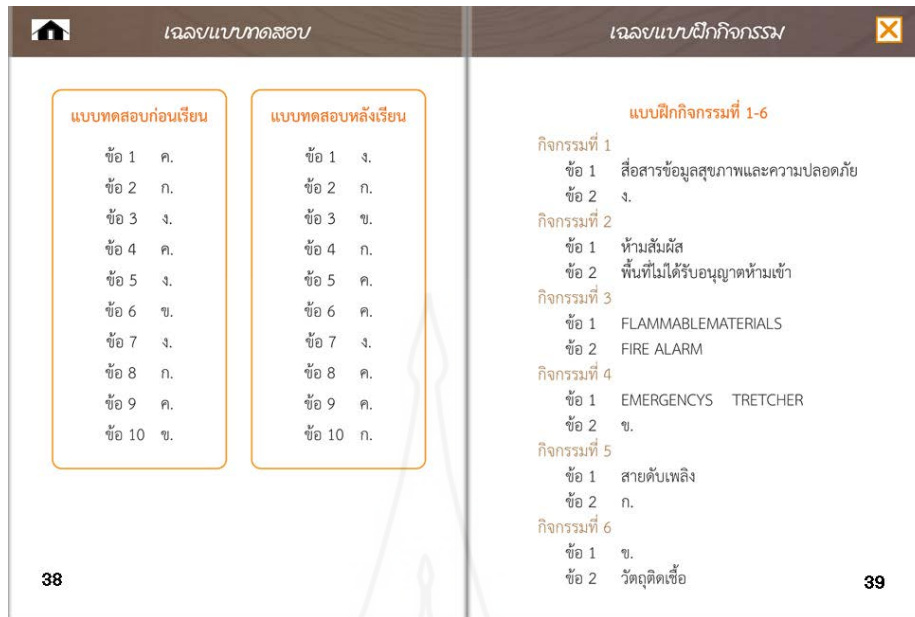 เฉลยแบบทดสอบ
แบบทดสอบก่อนเรียน
ข้อ 1 ค.
ข้อ 2 ก.
ข้อ 3 ง.
ข้อ 4 ค.
ข้อ 5 ง.
ข้อ 6 ข.
ข้อ 7 ง.
ข้อ 8 ก.
ข้อ 9 ค.
ข้อ 10 ข.
แบบทดสอบหลังเรียน
ข้อ 1 ง.
ข้อ 2 ก.
ข้อ 3 ข.
ข้อ 4 ก.
ข้อ 5 ค.
ข้อ 6 ค.
ข้อ 7 ง.
ข้อ 8 ค.
ข้อ 9 ค.
ข้อ 10 ก.
38
เฉลยแบบฝึกกิจกรรม
แบบฝึกกิจกรรมที่ 1-6
กิจกรรมที่ 1
ข้อ 1 สื่อสารข้อมูลสุขภาพและความปลอดภัย
ข้อ 2 ง.
กิจกรรมที่ 2
ข้อ 1 ห้ามสัมผัส
ข้อ 2 พื้นที่ไม่ได้รับอนุญาตห้ามเข้า
กิจกรรมที่ 3
ข้อ 1 FLAMMABLEMATERIALS
ข้อ 2 FIRE ALARM
กิจกรรมที่ 4
ข้อ 1 EMERGENCYS TRETCHER
ข้อ 2 ข.
กิจกรรมที่ 5
ข้อ 1 สายดับเพลิง
ข้อ 2 ก.
กิจกรรมที่ 6
ข้อ 1 ข.
ข้อ 2 วัตถุติดเชื้อ
39